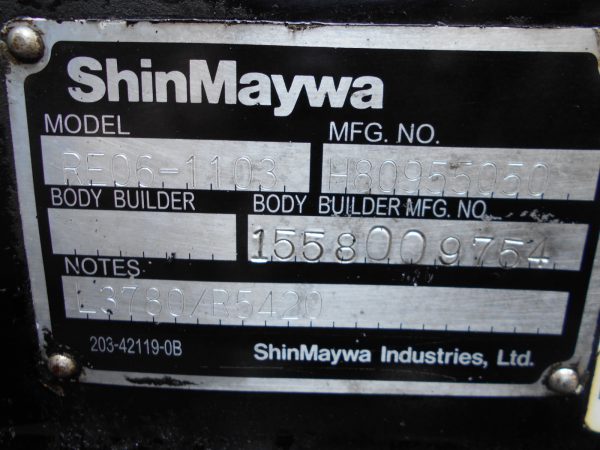 ShinMaywa
MODEL MFG. NO.
RE06-1103 H80955050
BODY BUILDER BODY BUILDER MFG. NO.
1558009754
NOTES
L3780/R5420
203-42119-0B ShinMaywa Industries, Ltd.